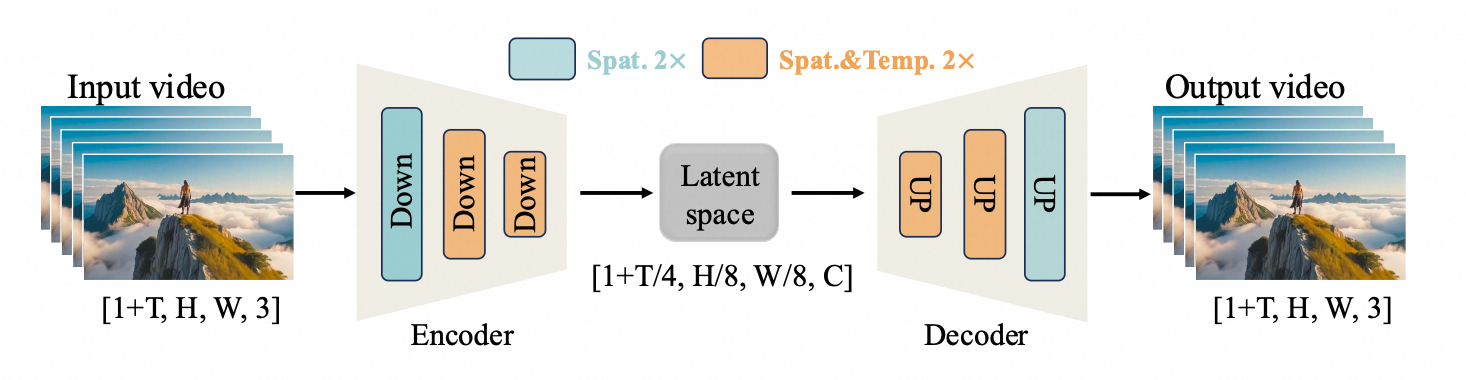 Spat. 2×
Spat.&Temp. 2×
Input video
Output video
Down
Down
Down
Latent
space
UP
UP
UP
[1+T/4, H/8, W/8, C]
[1+T, H, W, 3]
[1+T, H, W, 3]
Encoder
Decoder